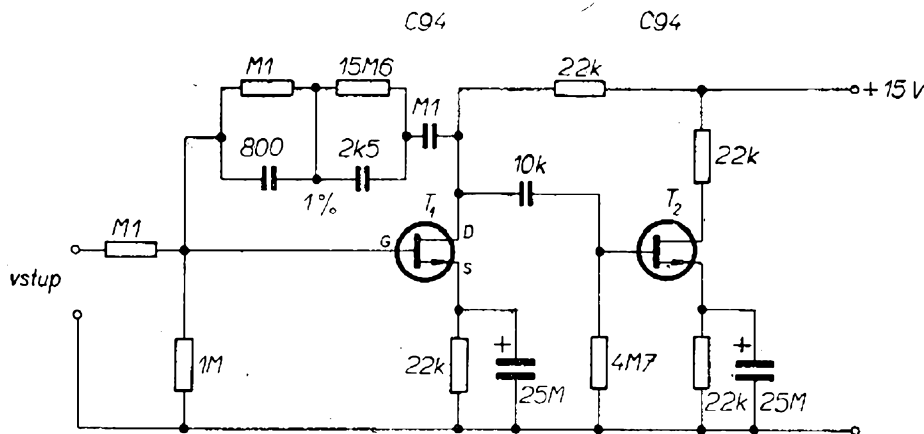 C94
C94
M1
15M6
22k
+ 15 V
M1
800
2k5
22k
10k
1%
T1
T2
M1
G
D
S
vstup
1M
22k
+
25M
4M7
+
22k
25M